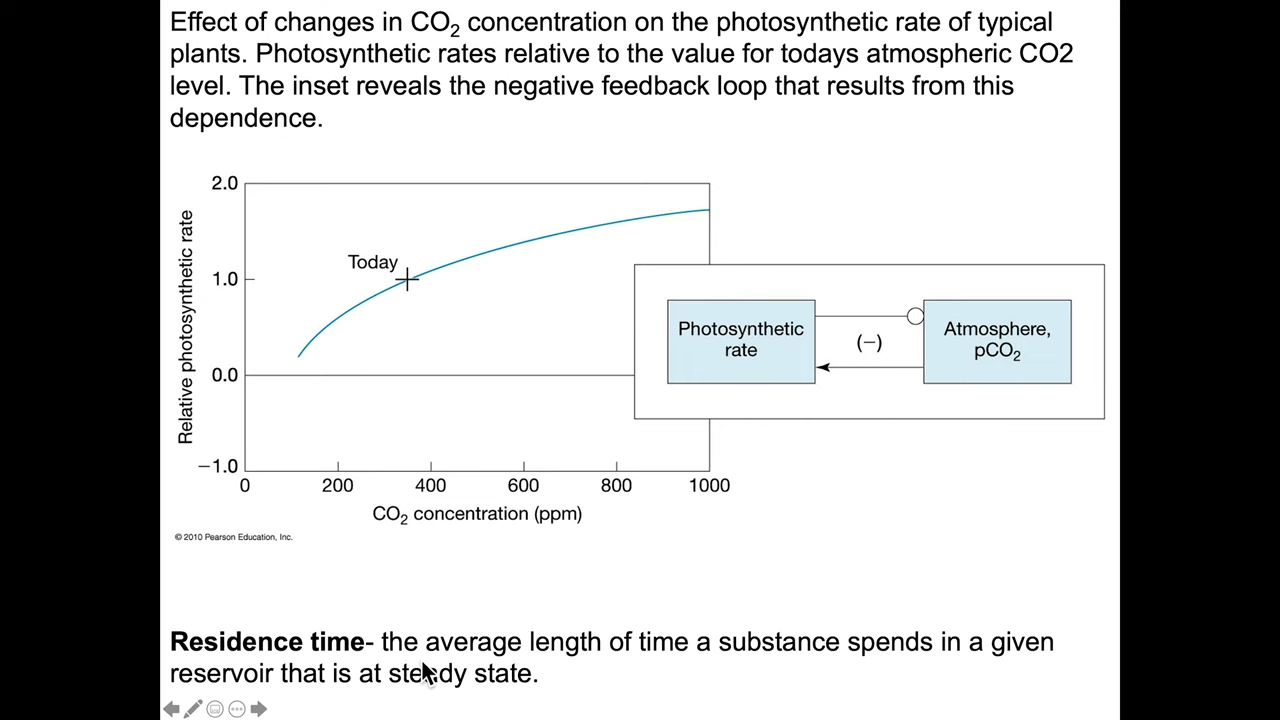 Effect of changes in CO₂ concentration on the photosynthetic rate of typical
plants. Photosynthetic rates relative to the value for todays atmospheric CO2
level. The inset reveals the negative feedback loop that results from this
dependence.
Relative photosynthetic rate
2.0
1.0
0.0
−1.0
Today
0 200 400 600 800 1000
CO₂ concentration (ppm)
Photosynthetic
rate
(−)
Atmosphere,
pCO₂
© 2010 Pearson Education, Inc.
Residence time- the average length of time a substance spends in a given
reservoir that is at steady state.